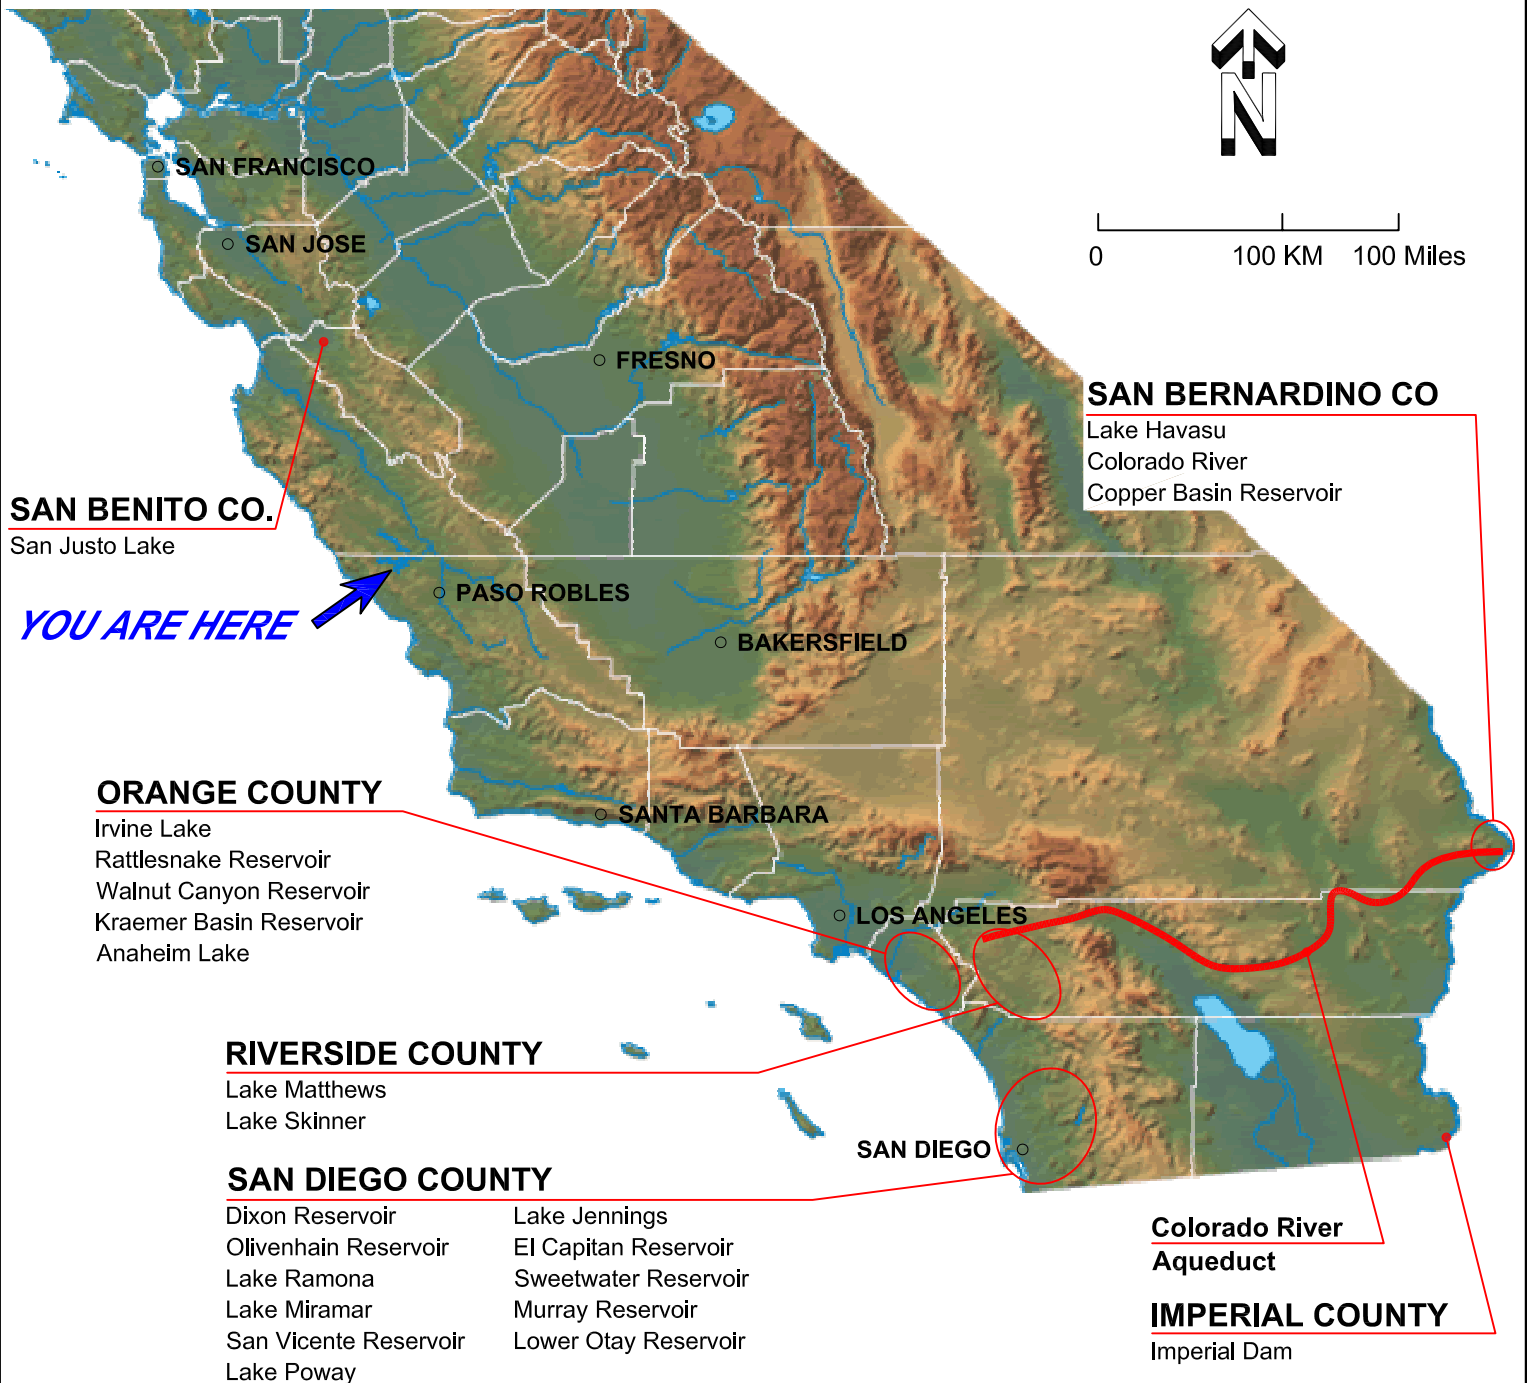 N
0
100 KM
100 Miles
SAN FRANCISCO
SAN JOSE
FRESNO
SAN BERNARDINO CO
Lake Havasu
Colorado River
Copper Basin Reservoir
SAN BENITO CO.
San Justo Lake
YOU ARE HERE
PASO ROBLES
BAKERSFIELD
ORANGE COUNTY
Irvine Lake
Rattlesnake Reservoir
Walnut Canyon Reservoir
Kraemer Basin Reservoir
Anaheim Lake
SANTA BARBARA
LOS ANGELES
RIVERSIDE COUNTY
Lake Matthews
Lake Skinner
SAN DIEGO
SAN DIEGO COUNTY
Dixon Reservoir
Olivenhain Reservoir
Lake Ramona
Lake Miramar
San Vicente Reservoir
Lake Poway
Lake Jennings
El Capitan Reservoir
Sweetwater Reservoir
Murray Reservoir
Lower Otay Reservoir
Colorado River
Aqueduct
IMPERIAL COUNTY
Imperial Dam